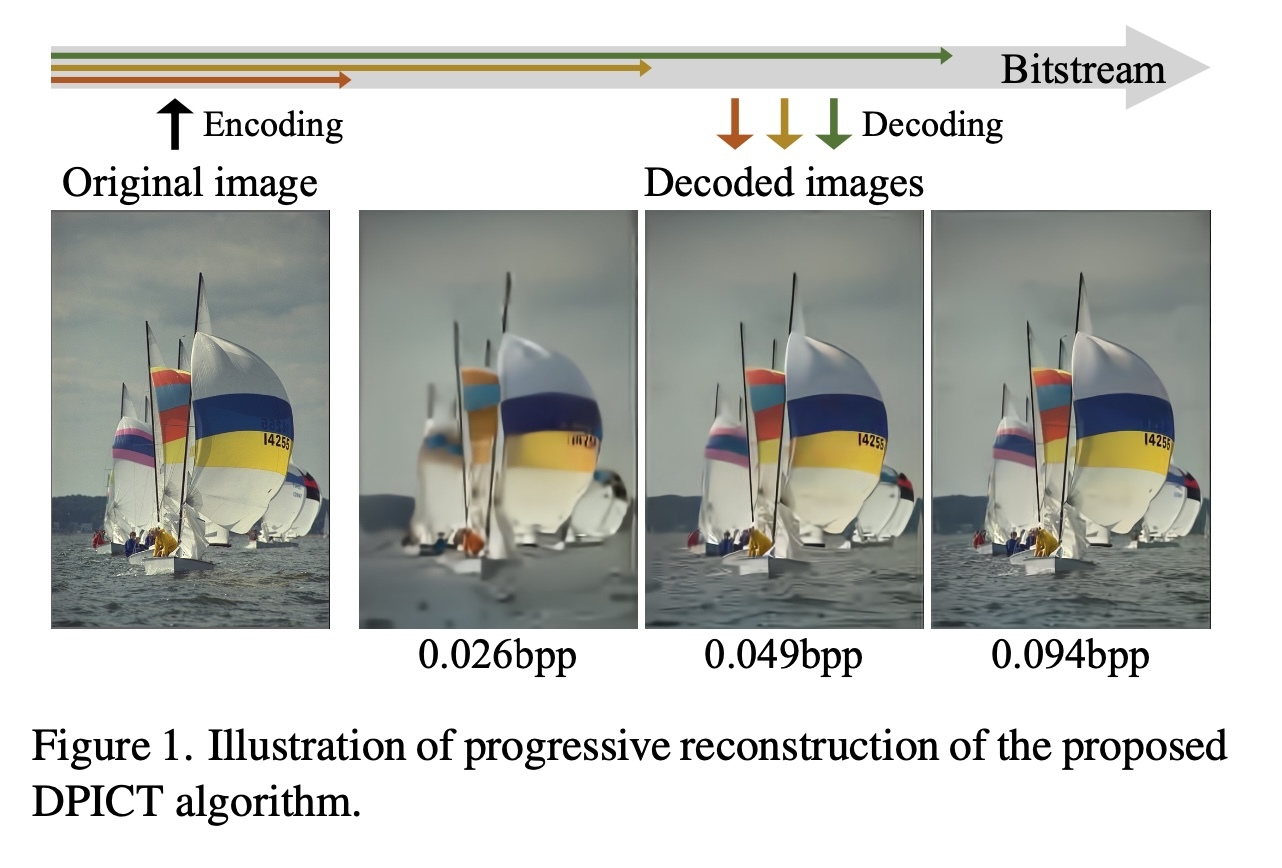 Bitstream
Encoding
Decoding
Original image
Decoded images
14255
14255
14255
0.026bpp
0.049bpp
0.094bpp
Figure 1. Illustration of progressive reconstruction of the proposed
DPICT algorithm.